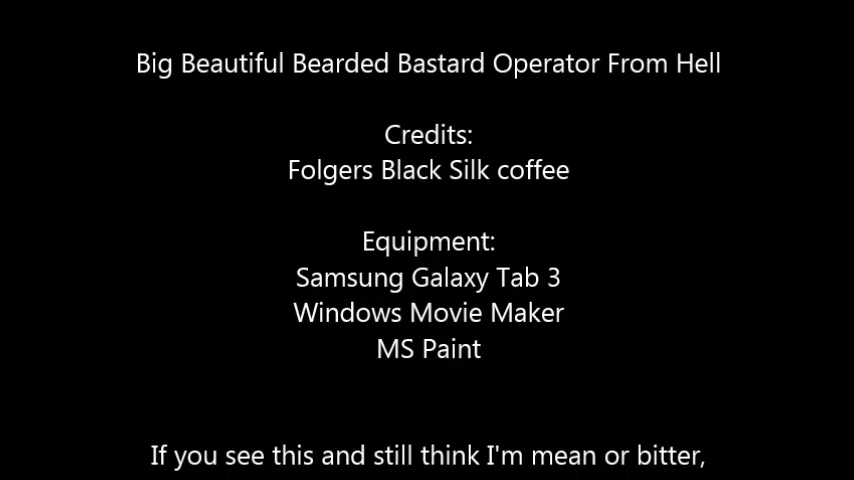 Big Beautiful Bearded Bastard Operator From Hell
Credits:
Folgers Black Silk coffee
Equipment:
Samsung Galaxy Tab 3
Windows Movie Maker
MS Paint
If you see this and still think I'm mean or bitter,